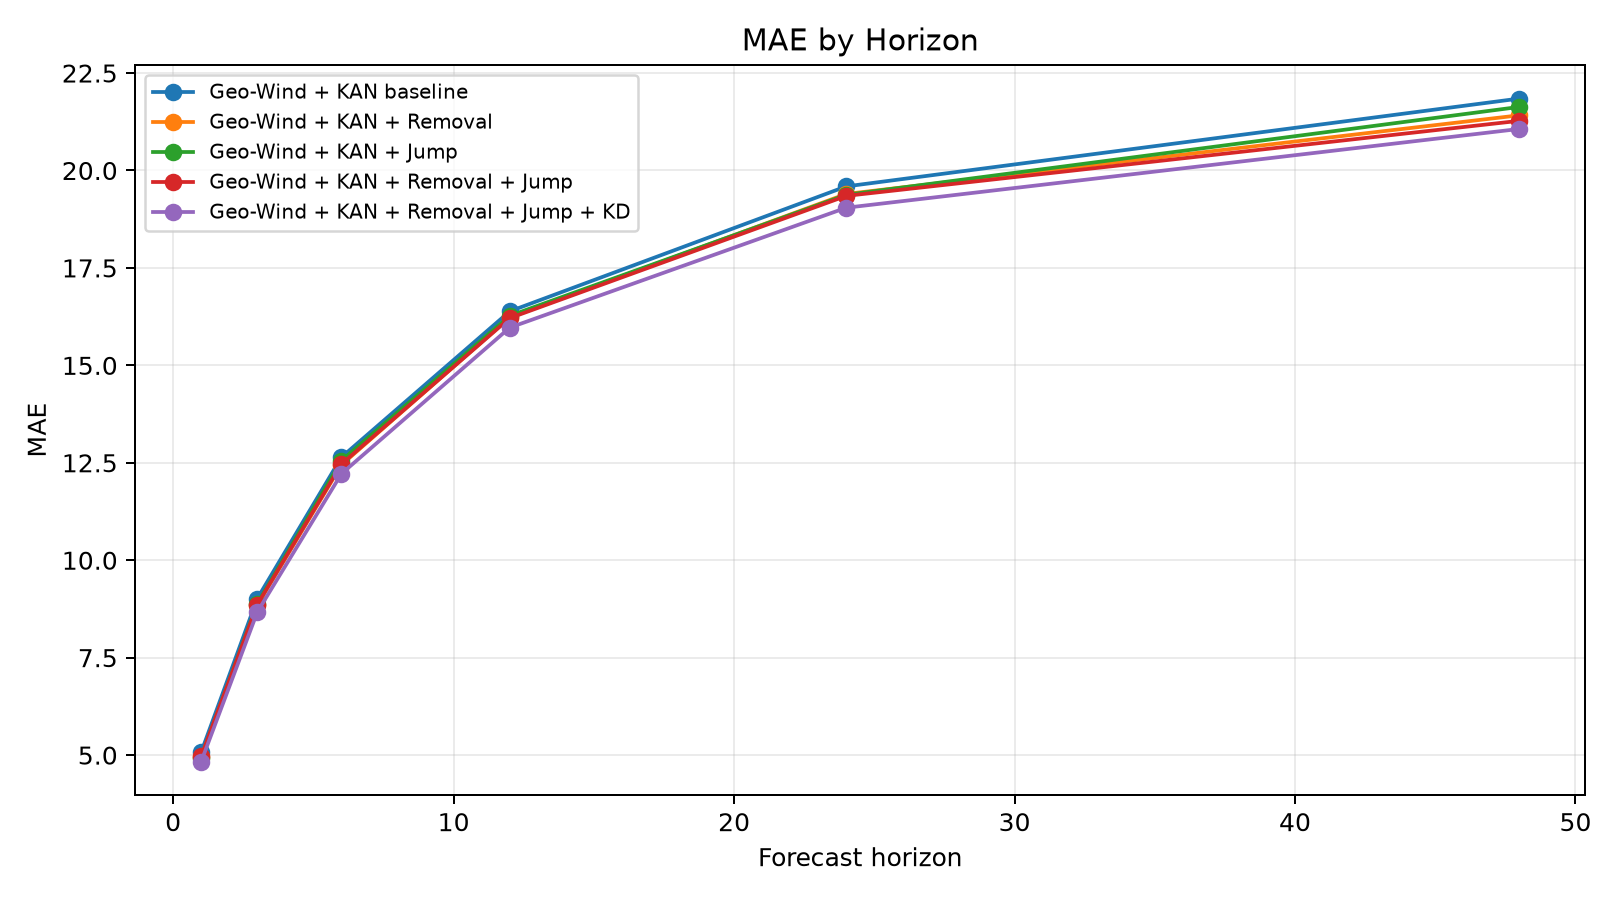 MAE by Horizon
22.5
20.0
17.5
15.0
12.5
10.0
7.5
5.0
MAE
Geo-Wind + KAN baseline
Geo-Wind + KAN + Removal
Geo-Wind + KAN + Jump
Geo-Wind + KAN + Removal + Jump
Geo-Wind + KAN + Removal + Jump + KD
0 10 20 30 40 50
Forecast horizon